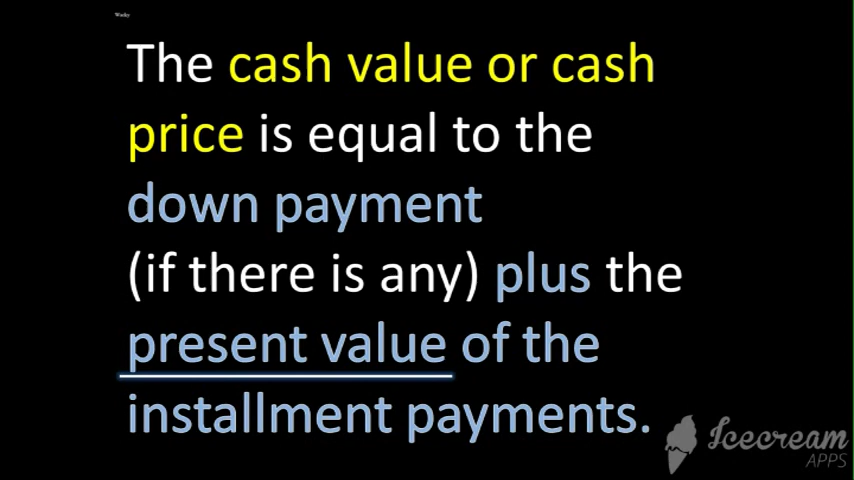 The cash value or cash
price is equal to the
down payment
(if there is any) plus the
present value of the
installment payments.
Icecream
APPS